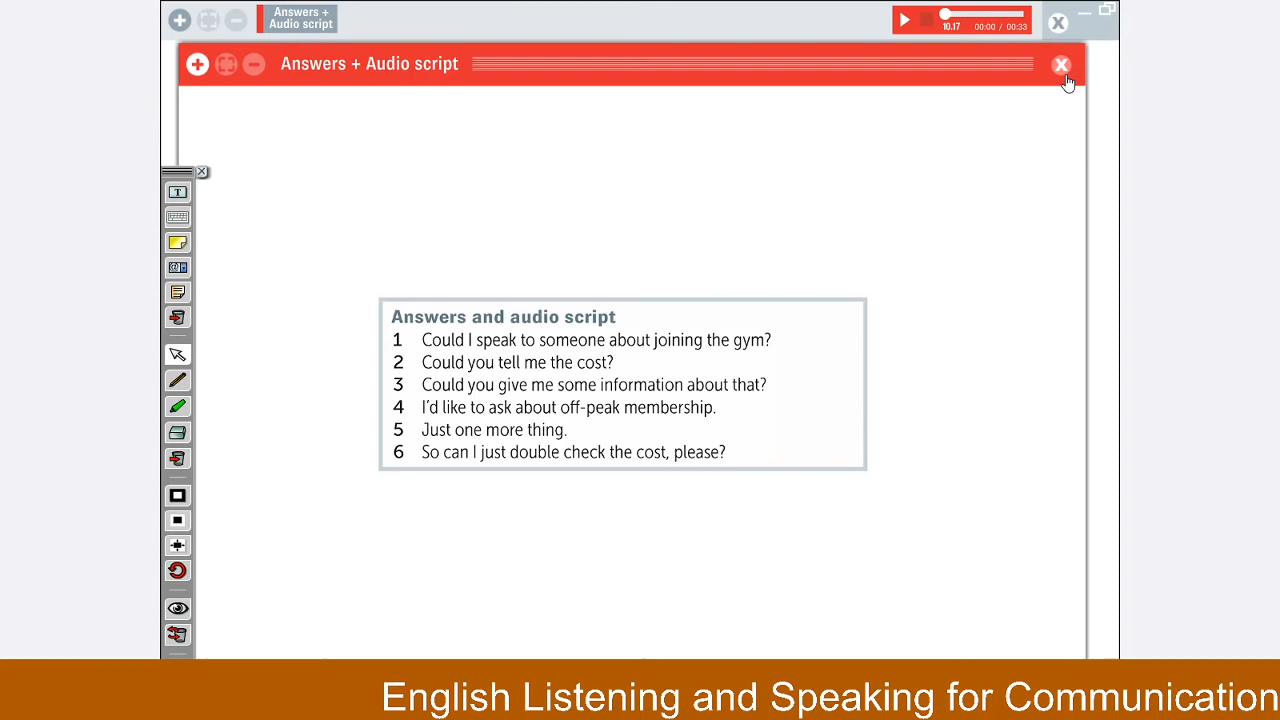 Answers +
Audio script
10.17 00:00 / 00:33
X
Answers + Audio script
X
T
Answers and audio script
1 Could I speak to someone about joining the gym?
2 Could you tell me the cost?
3 Could you give me some information about that?
4 I'd like to ask about off-peak membership.
5 Just one more thing.
6 So can I just double check the cost, please?
English Listening and Speaking for Communication